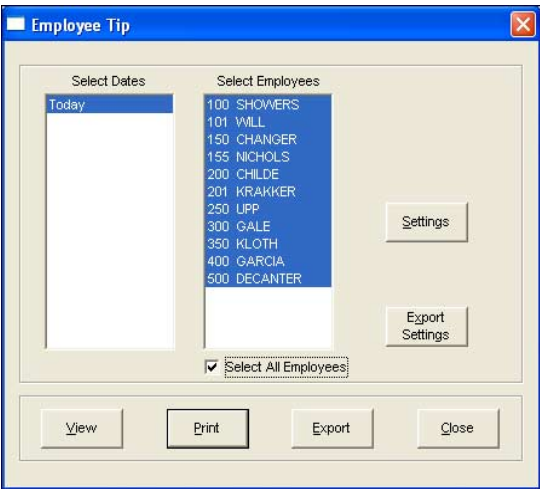 Employee Tip
Select Dates
Select Employees
Today
100 SHOWERS
101 WILL
150 CHANGER
155 NICHOLS
200 CHILDE
201 KRAKKER
250 UPP
300 GALE
350 KLOTH
400 GARCIA
500 DECANTER
Settings
Export
Settings
Select All Employees
View
Print
Export
Close